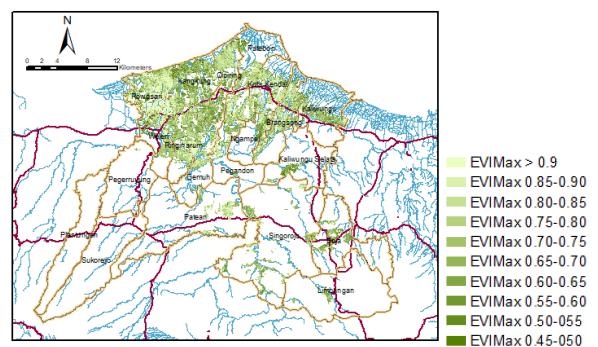 N
Patebon
0 2 4 8 12
Kilometers
Cipiring
Kangkung
Kota Kendal
Rowosari
Kaliwungu
Brangsong
Weleri
Ngampel
Ringinarum
Kaliwungu Selatan
Pegandon
Gemuh
Pegerruyung
Patean
Plantungan
Singorojo
Boja
Sukorejo
Limbangan
EVIMax > 0.9
EVIMax 0.85-0.90
EVIMax 0.80-0.85
EVIMax 0.75-0.80
EVIMax 0.70-0.75
EVIMax 0.65-0.70
EVIMax 0.60-0.65
EVIMax 0.55-0.60
EVIMax 0.50-055
EVIMax 0.45-050